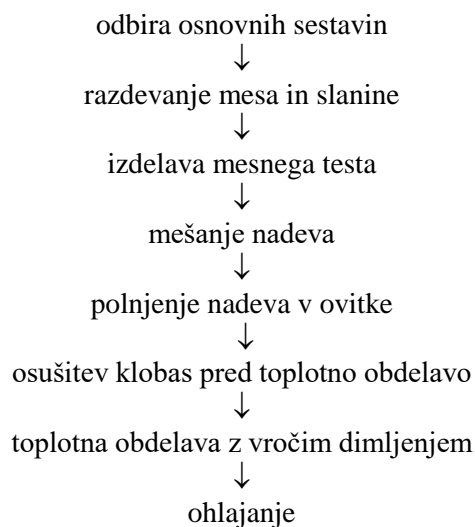 odbira osnovnih sestavin
↓
razdevanje mesa in slanine
↓
izdelava mesnega testa
↓
mešanje nadeva
↓
polnjenje nadeva v ovitke
↓
osušitev klobas pred toplotno obdelavo
↓
toplotna obdelava z vročim dimljenjem
↓
ohlajanje